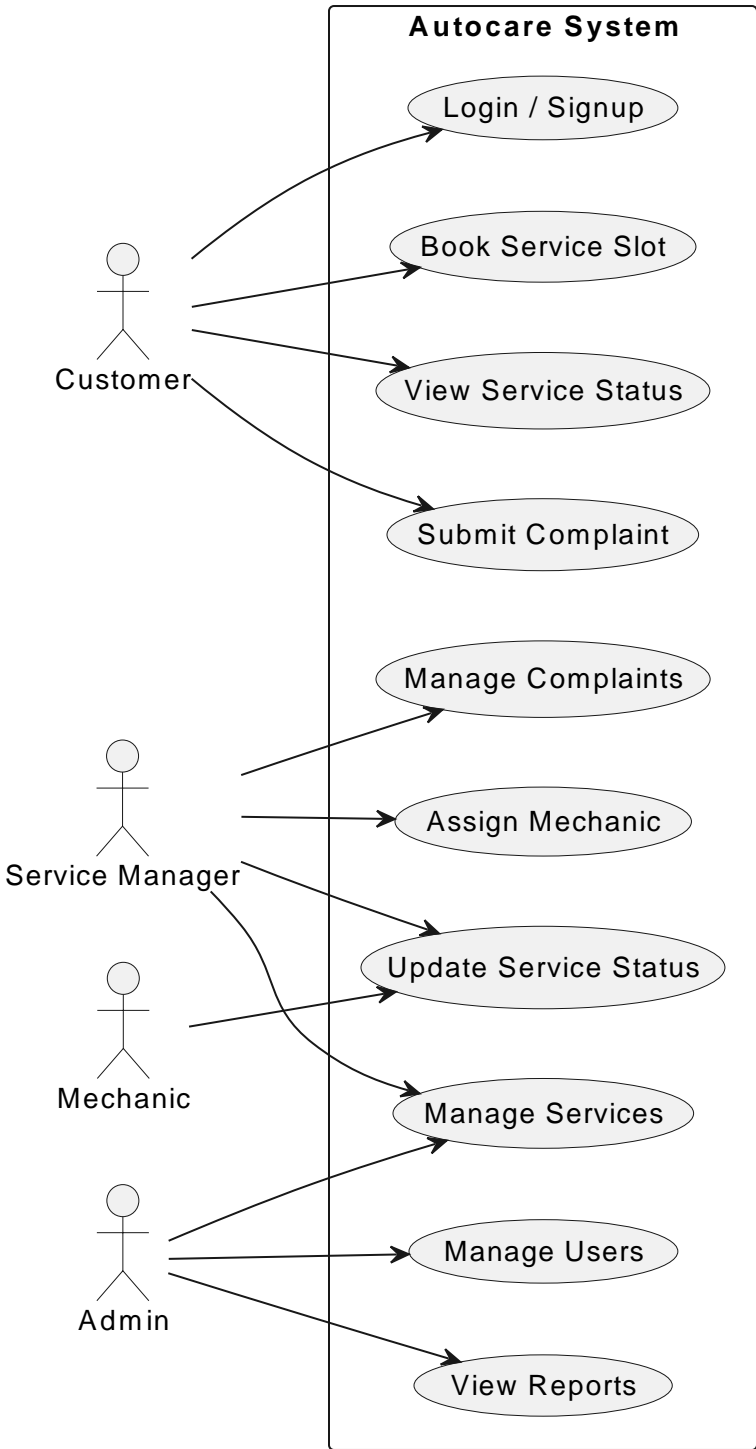 Autocare System
Login / Signup
Book Service Slot
Customer
View Service Status
Submit Complaint
Manage Complaints
Assign Mechanic
Service Manager
Update Service Status
Mechanic
Manage Services
Manage Users
Admin
View Reports